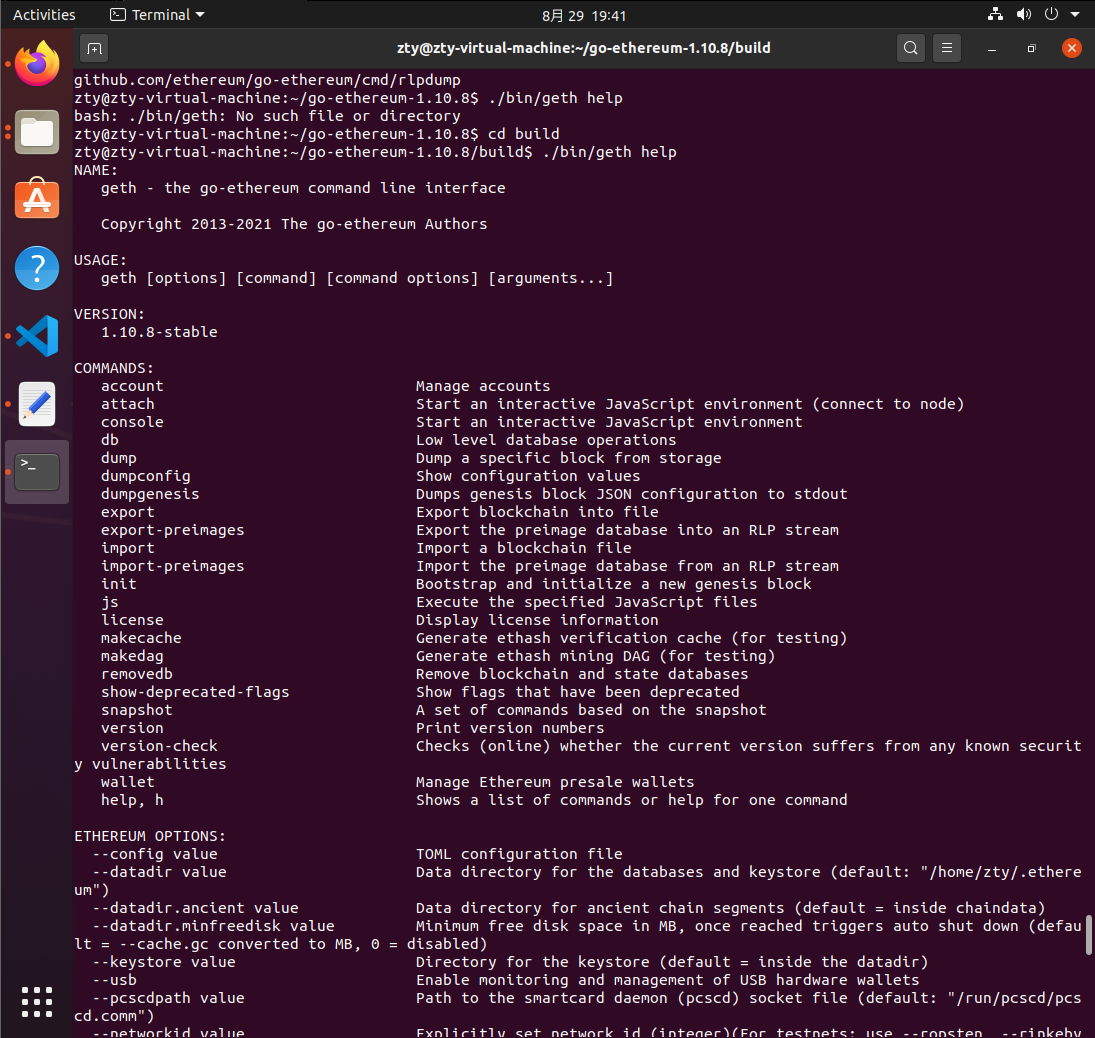 Activities
Terminal
8月 29 19:41
zty@zty-virtual-machine:~/go-ethereum-1.10.8/build
github.com/ethereum/go-ethereum/cmd/rlpdump
zty@zty-virtual-machine:~/go-ethereum-1.10.8$ ./bin/geth help
bash: ./bin/geth: No such file or directory
zty@zty-virtual-machine:~/go-ethereum-1.10.8$ cd build
zty@zty-virtual-machine:~/go-ethereum-1.10.8/build$ ./bin/geth help
NAME:
   geth - the go-ethereum command line interface
   Copyright 2013-2021 The go-ethereum Authors
USAGE:
   geth [options] [command] [command options] [arguments...]
VERSION:
   1.10.8-stable
COMMANDS:
   account                            Manage accounts
   attach                             Start an interactive JavaScript environment (connect to node)
   console                            Start an interactive JavaScript environment
   db                                 Low level database operations
   dump                               Dump a specific block from storage
   dumpconfig                         Show configuration values
   dumpgenesis                        Dumps genesis block JSON configuration to stdout
   export                             Export blockchain into file
   export-preimages                   Export the preimage database into an RLP stream
   import                             Import a blockchain file
   import-preimages                   Import the preimage database from an RLP stream
   init                               Bootstrap and initialize a new genesis block
   js                                 Execute the specified JavaScript files
   license                            Display license information
   makecache                          Generate ethash verification cache (for testing)
   makedag                            Generate ethash mining DAG (for testing)
   removedb                           Remove blockchain and state databases
   show-deprecated-flags              Show flags that have been deprecated
   snapshot                           A set of commands based on the snapshot
   version                            Print version numbers
   version-check                      Checks (online) whether the current version suffers from any known securit
y vulnerabilities
   wallet                             Manage Ethereum presale wallets
   help, h                            Shows a list of commands or help for one command
ETHEREUM OPTIONS:
  --config value                      TOML configuration file
  --datadir value                     Data directory for the databases and keystore (default: "/home/zty/.ethere
um")
  --datadir.ancient value             Data directory for ancient chain segments (default = inside chaindata)
  --datadir.minfreedisk value         Minimum free disk space in MB, once reached triggers auto shut down (defau
lt = --cache.gc converted to MB, 0 = disabled)
  --keystore value                    Directory for the keystore (default = inside the datadir)
  --usb                               Enable monitoring and management of USB hardware wallets
  --pcscdpath value                   Path to the smartcard daemon (pcscd) socket file (default: "/run/pcscd/pcs
cd.comm")
  --networkid value                   Explicitly set network id (integer)(For testnets: use --ropsten, --rinkeby